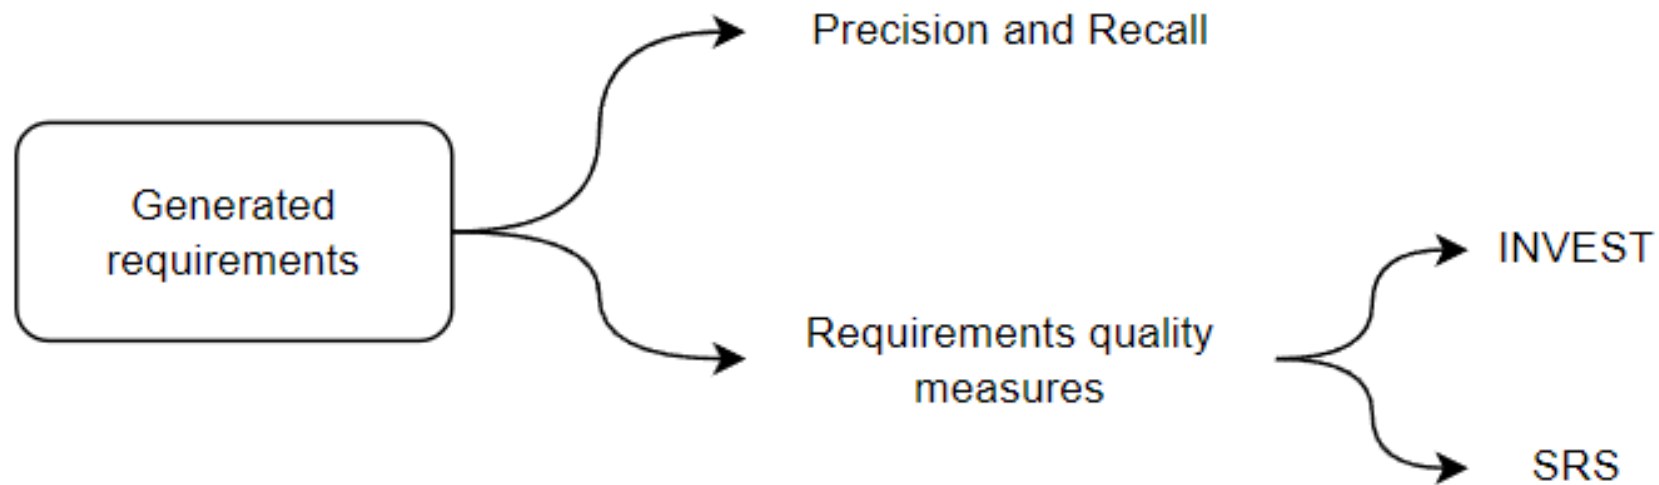 Precision and Recall
Generated
requirements
INVEST
Requirements quality
measures
SRS